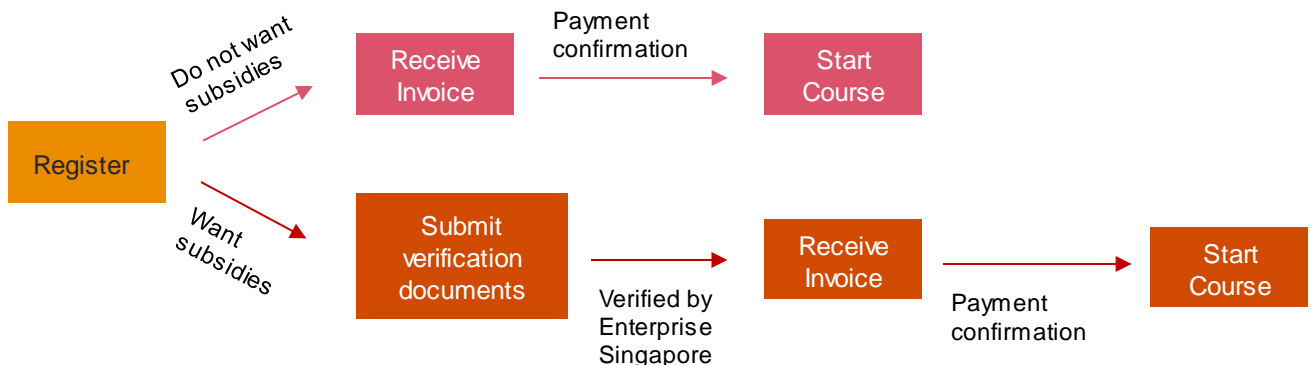 Register
Do not want
subsidies
Receive
Invoice
Payment
confirmation
Start
Course
Want
subsidies
Submit
verification
documents
Verified by
Enterprise
Singapore
Receive
Invoice
Payment
confirmation
Start
Course